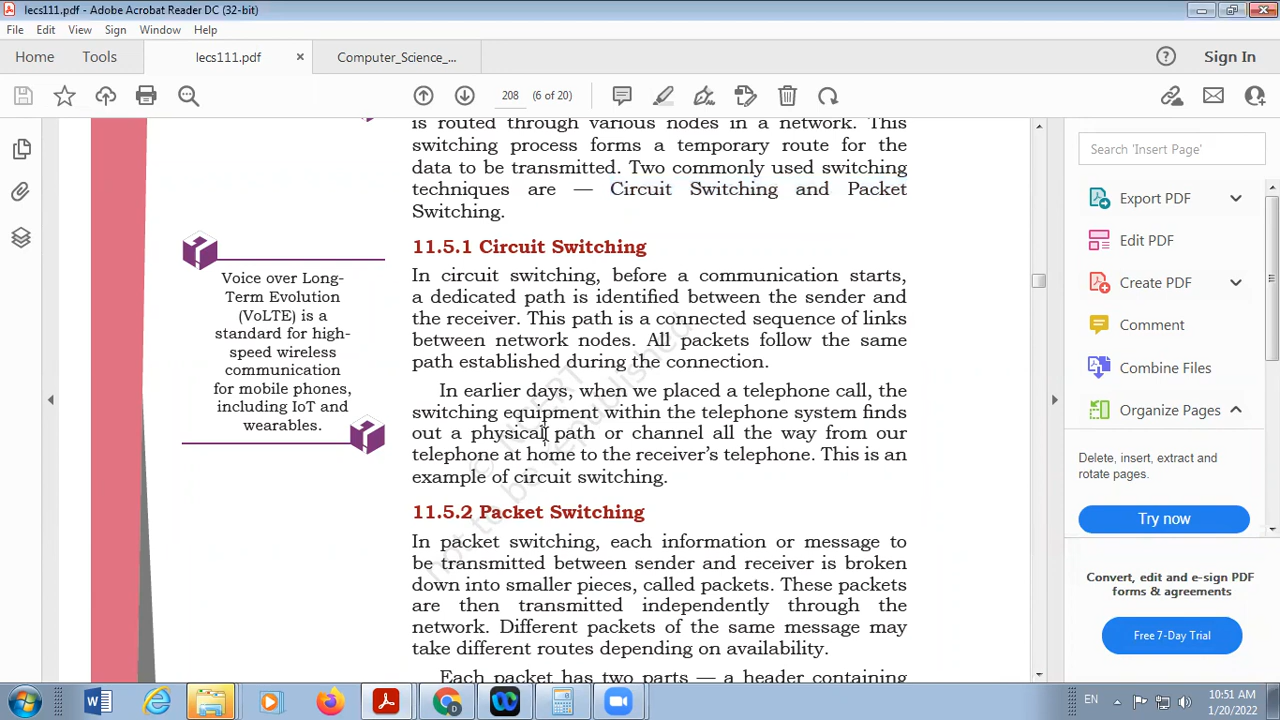 lecs111.pdf - Adobe Acrobat Reader DC (32-bit)
File Edit View Sign Window Help
Home Tools lecs111.pdf × Computer_Science_... ? Sign In
208 (6 of 20)
is routed through various nodes in a network. This
switching process forms a temporary route for the
data to be transmitted. Two commonly used switching
techniques are — Circuit Switching and Packet
Switching.
11.5.1 Circuit Switching
In circuit switching, before a communication starts,
a dedicated path is identified between the sender and
the receiver. This path is a connected sequence of links
between network nodes. All packets follow the same
path established during the connection.
In earlier days, when we placed a telephone call, the
switching equipment within the telephone system finds
out a physical path or channel all the way from our
telephone at home to the receiver's telephone. This is an
example of circuit switching.
11.5.2 Packet Switching
In packet switching, each information or message to
be transmitted between sender and receiver is broken
down into smaller pieces, called packets. These packets
are then transmitted independently through the
network. Different packets of the same message may
take different routes depending on availability.
Each packet has two parts — a header containing
Voice over Long-
Term Evolution
(VoLTE) is a
standard for high-
speed wireless
communication
for mobile phones,
including IoT and
wearables.
© NCERT
not to be republished
Search 'Insert Page'
Export PDF
Edit PDF
Create PDF
Comment
Combine Files
Organize Pages
Delete, insert, extract and
rotate pages.
Try now
Convert, edit and e-sign PDF
forms & agreements
Free 7-Day Trial
EN
10:51 AM
1/20/2022